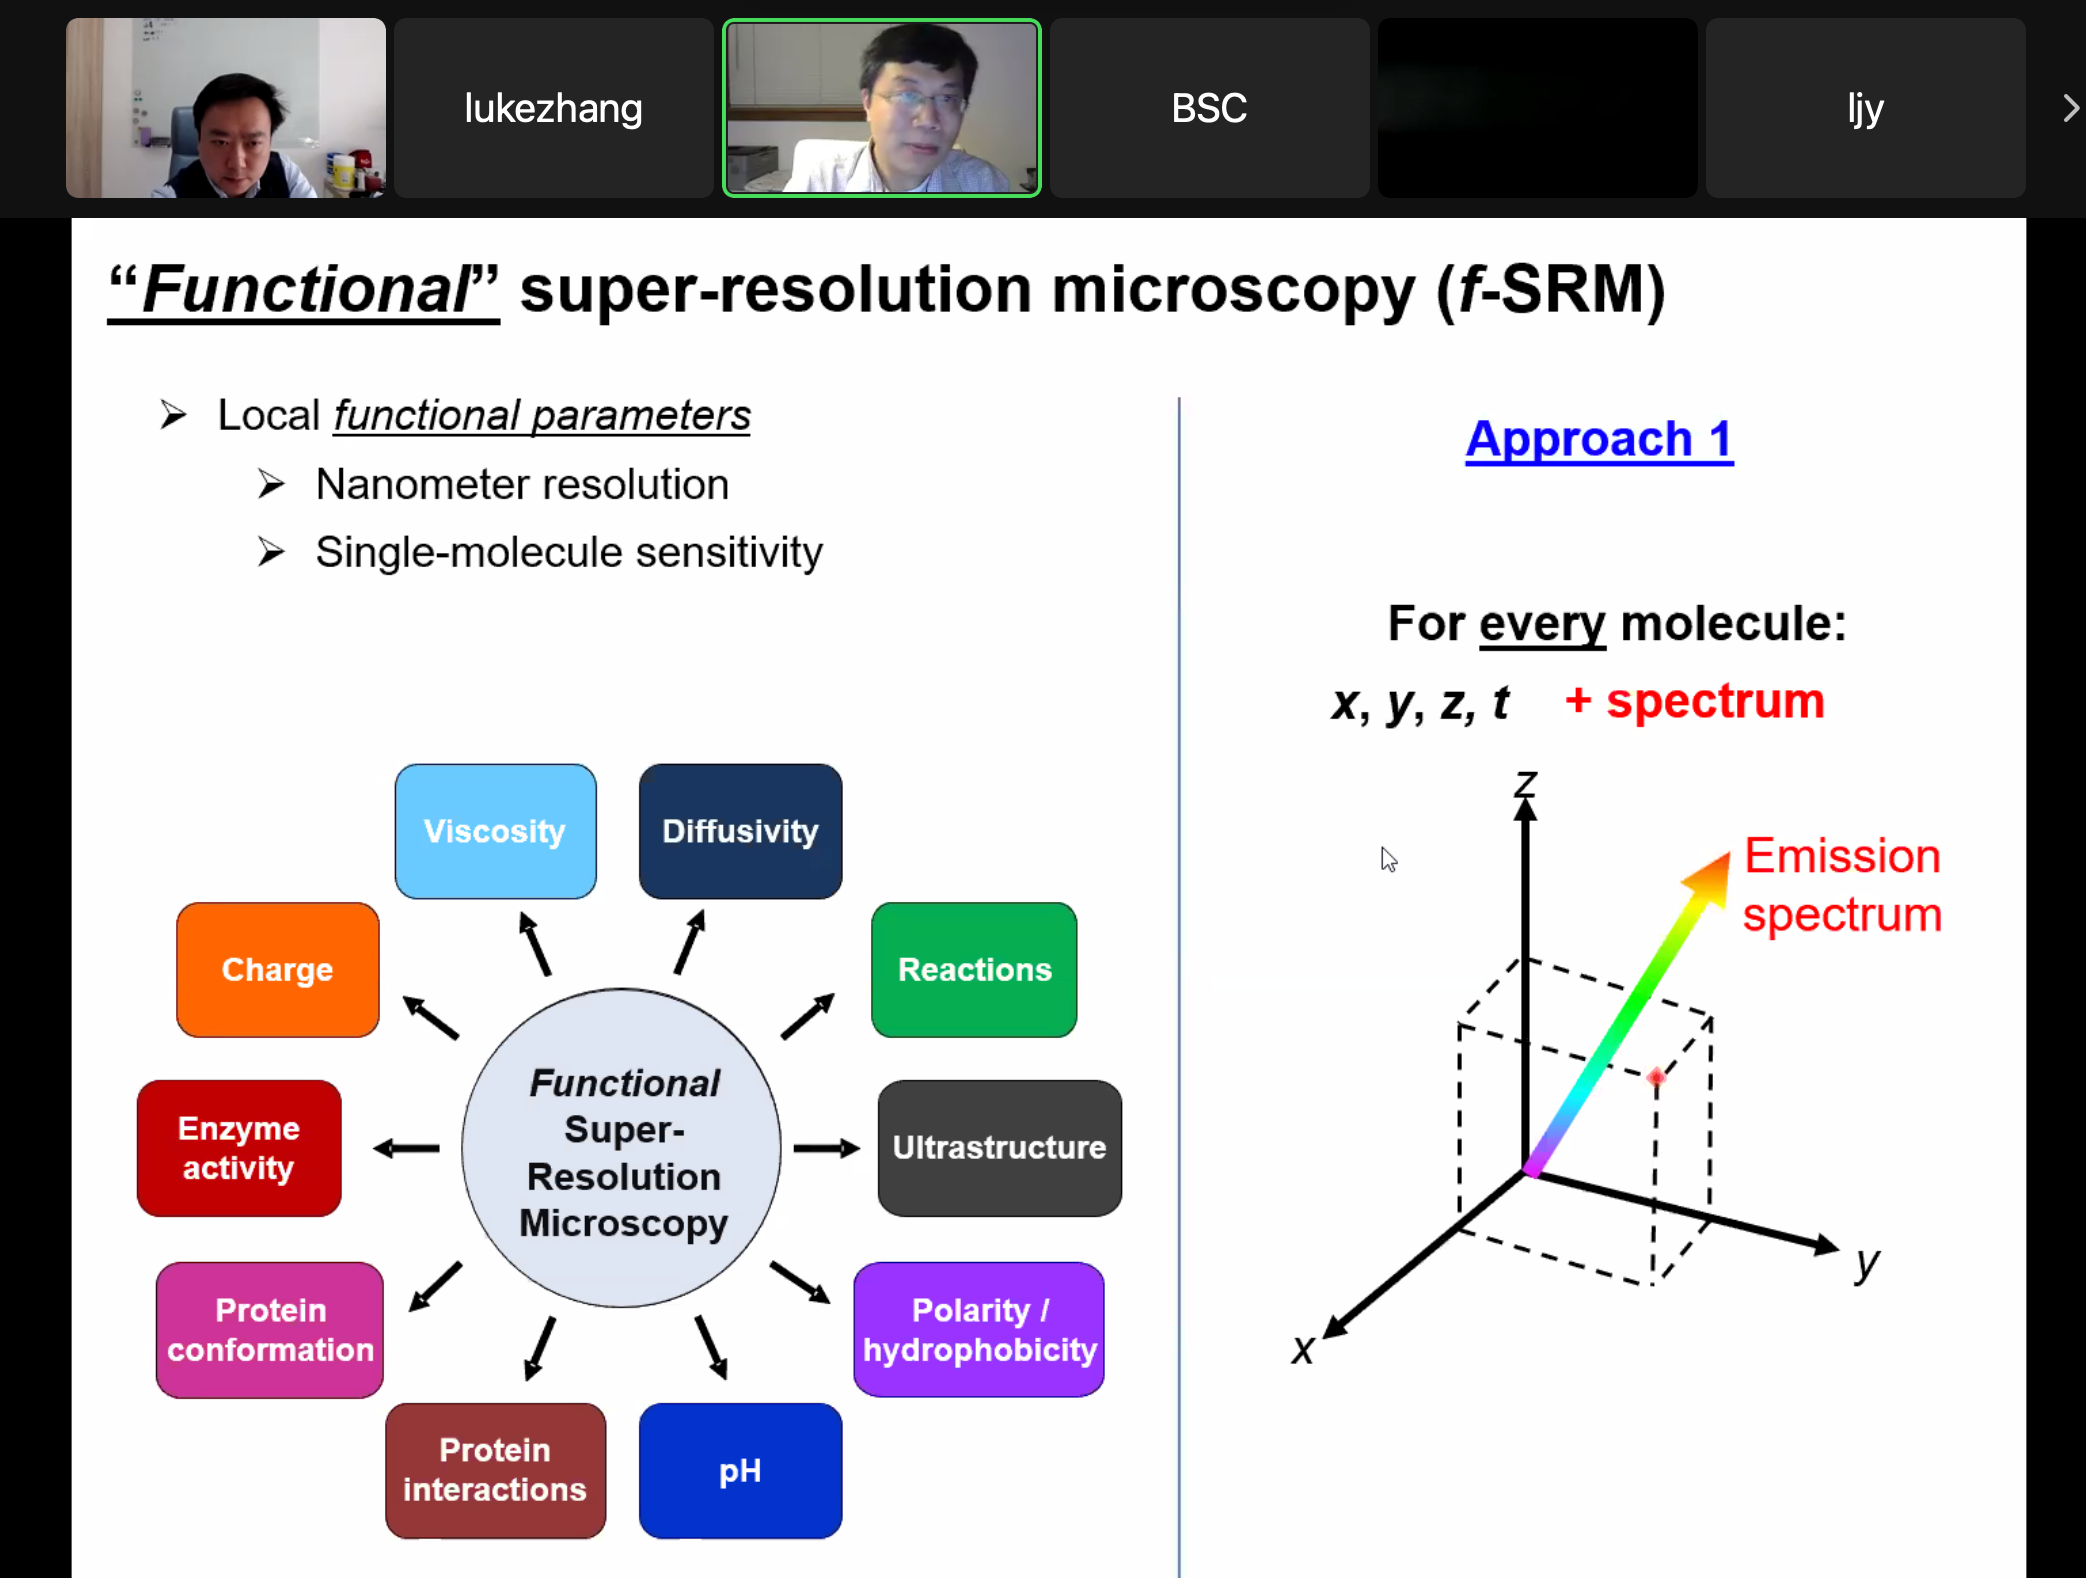 lukezhang
BSC
ljy
“Functional” super-resolution microscopy (f-SRM)
➢ Local functional parameters
➢ Nanometer resolution
➢ Single-molecule sensitivity
Viscosity
Diffusivity
Charge
Reactions
Enzyme
activity
Functional
Super-
Resolution
Microscopy
Ultrastructure
Protein
conformation
Polarity /
hydrophobicity
Protein
interactions
pH
Approach 1
For every molecule:
x, y, z, t + spectrum
z
Emission
spectrum
y
x